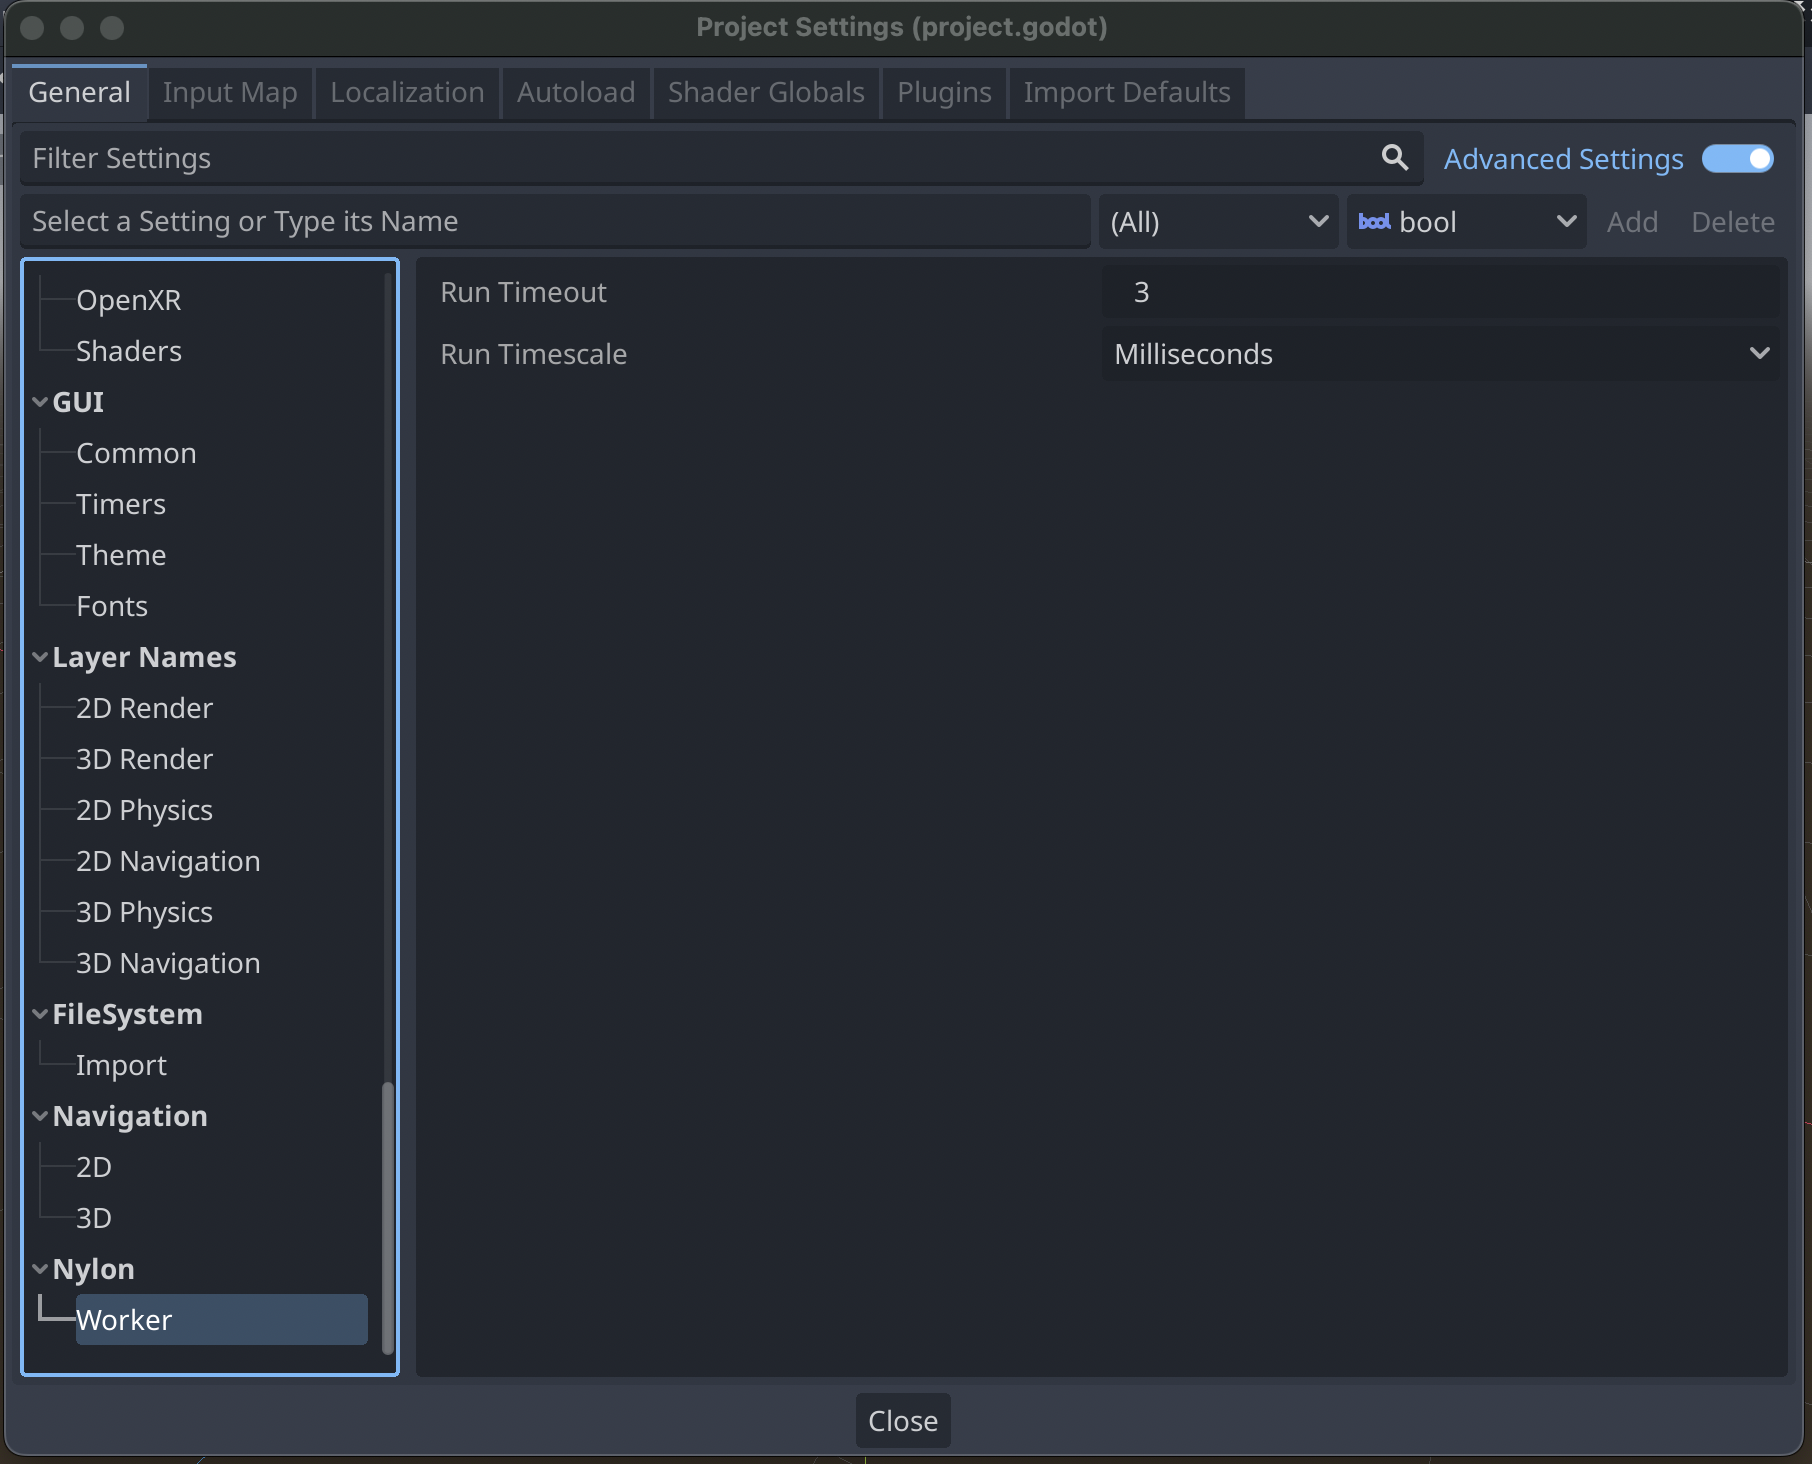 Project Settings (project.godot)
General Input Map Localization Autoload Shader Globals Plugins Import Defaults
Filter Settings Advanced Settings
Select a Setting or Type its Name (All) bool bool Add Delete
OpenXR
Shaders
GUI
Common
Timers
Theme
Fonts
Layer Names
2D Render
3D Render
2D Physics
2D Navigation
3D Physics
3D Navigation
FileSystem
Import
Navigation
2D
3D
Nylon
Worker
Run Timeout 3
Run Timescale Milliseconds
Close